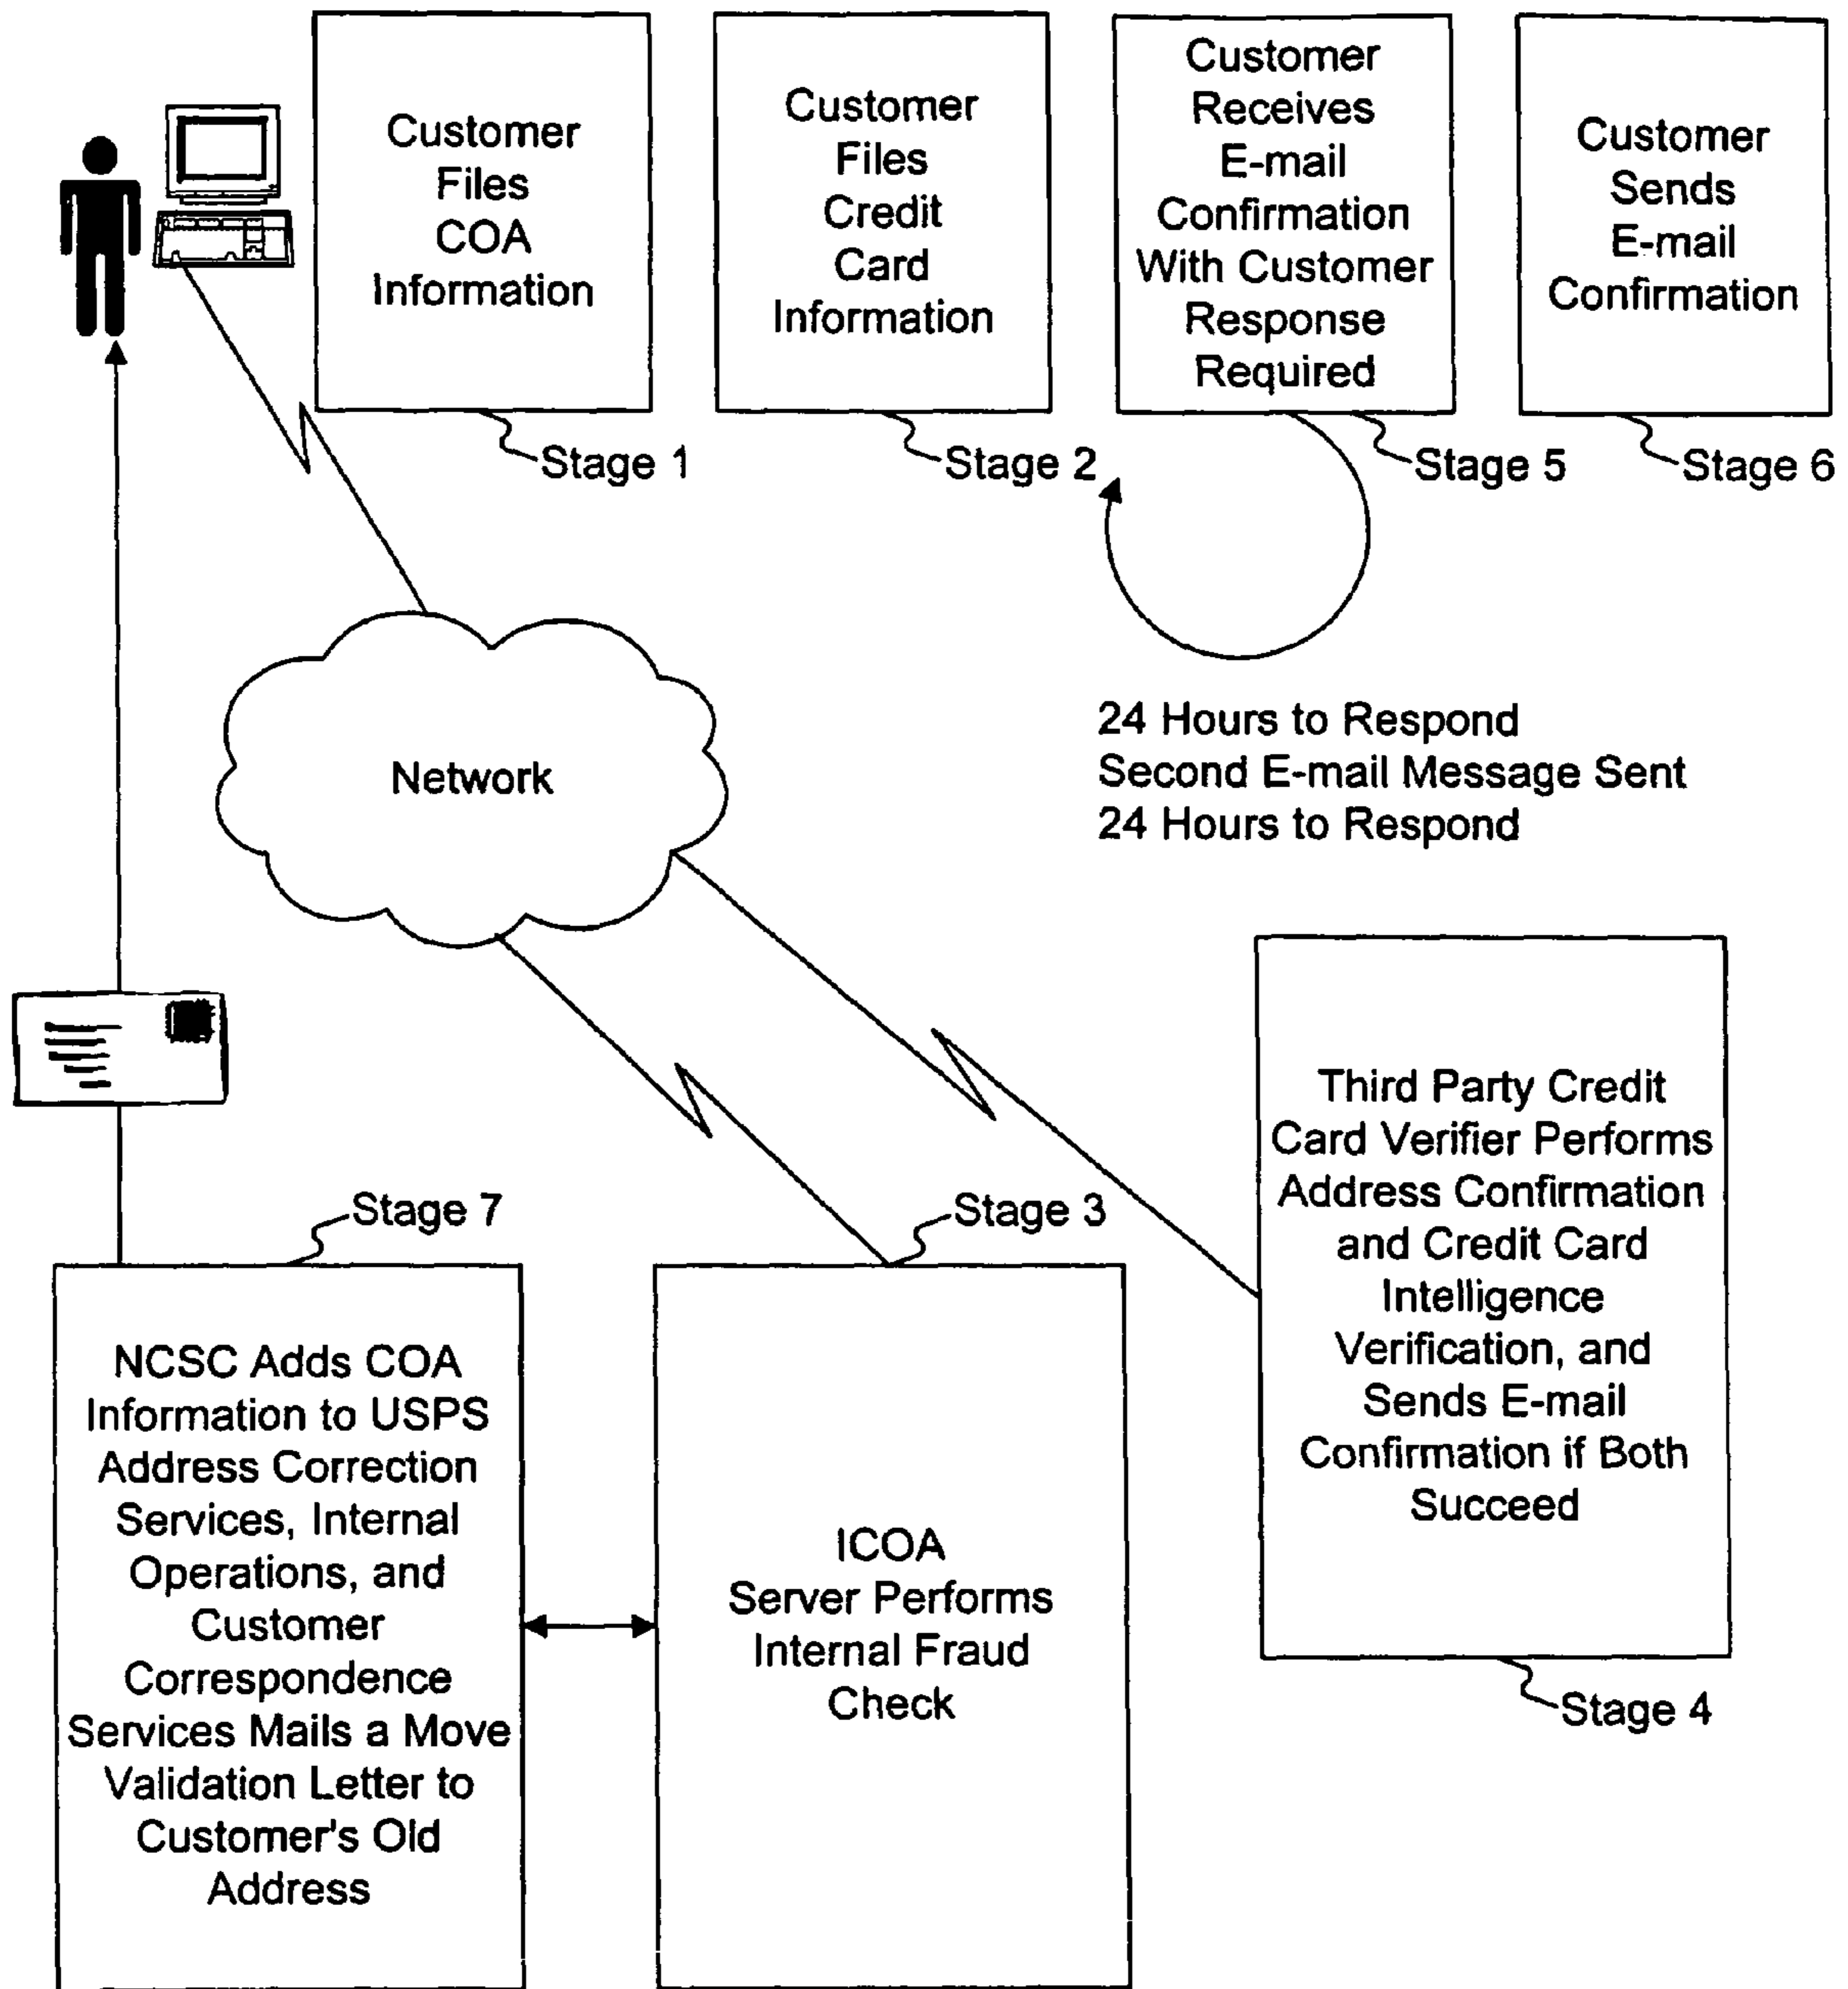 Customer
Files
COA
Information
Stage 1
Customer
Files
Credit
Card
Information
Stage 2
Customer
Receives
E-mail
Confirmation
With Customer
Response
Required
Stage 5
Customer
Sends
E-mail
Confirmation
Stage 6
24 Hours to Respond
Second E-mail Message Sent
24 Hours to Respond
Network
Stage 7
NCSC Adds COA
Information to USPS
Address Correction
Services, Internal
Operations, and
Customer
Correspondence
Services Mails a Move
Validation Letter to
Customer's Old
Address
Stage 3
ICOA
Server Performs
Internal Fraud
Check
Third Party Credit
Card Verifier Performs
Address Confirmation
and Credit Card
Intelligence
Verification, and
Sends E-mail
Confirmation if Both
Succeed
Stage 4